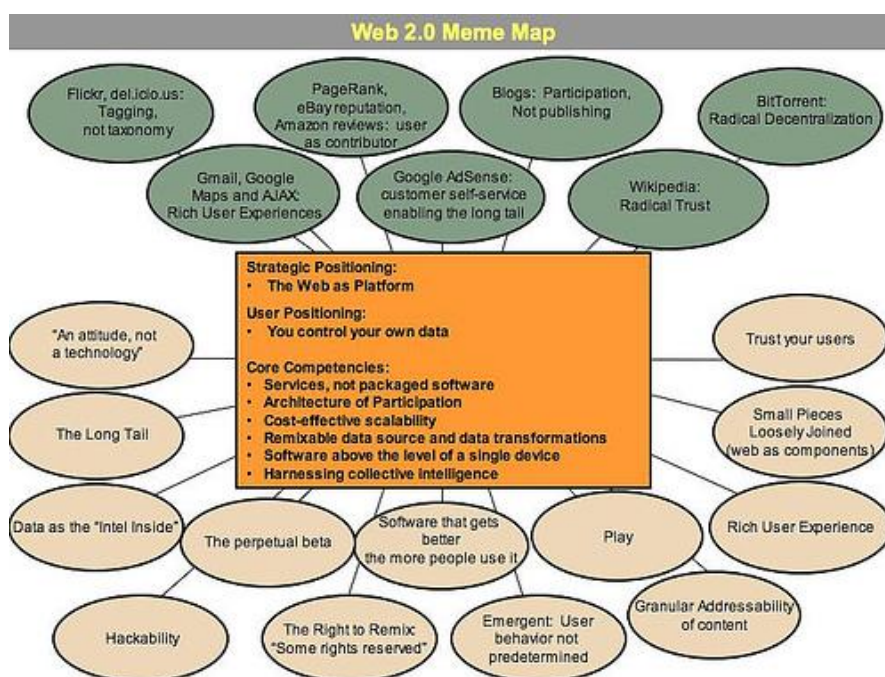 Web 2.0 Meme Map
Flickr, del.icio.us:
Tagging,
not taxonomy
PageRank,
eBay reputation,
Amazon reviews: user
as contributor
Blogs: Participation,
Not publishing
BitTorrent:
Radical Decentralization
Gmail, Google
Maps and AJAX:
Rich User Experiences
Google AdSense:
customer self-service
enabling the long tail
Wikipedia:
Radical Trust
Strategic Positioning:
• The Web as Platform
User Positioning:
• You control your own data
Core Competencies:
• Services, not packaged software
• Architecture of Participation
• Cost-effective scalability
• Remixable data source and data transformations
• Software above the level of a single device
• Harnessing collective intelligence
"An attitude, not
a technology"
Trust your users
The Long Tail
Small Pieces
Loosely Joined
(web as components)
Data as the "Intel Inside"
The perpetual beta
Software that gets
better
the more people use it
Play
Rich User Experience
Hackability
The Right to Remix:
"Some rights reserved"
Emergent: User
behavior not
predetermined
Granular Addressability
of content